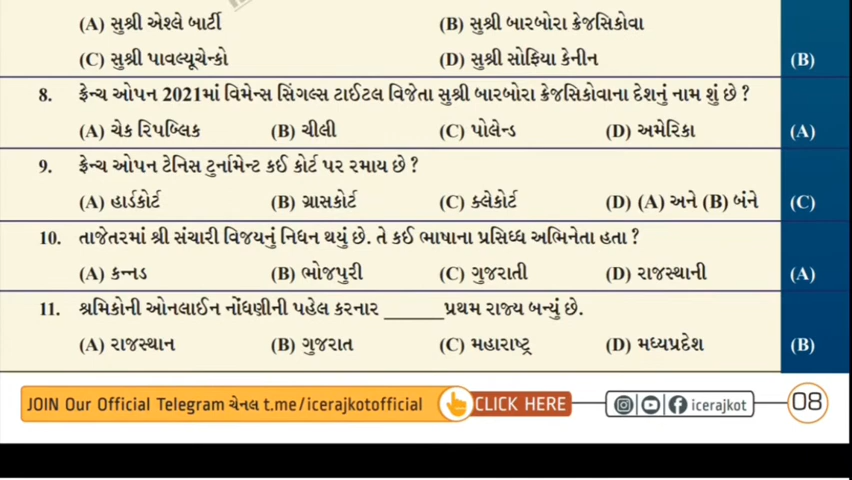 (A) સુશ્રી એશ્લે બાર્ટી (B) સુશ્રી બારબોરા ક્રેજસિકોવા
(C) સુશ્રી પાવલ્યૂચેન્કો (D) સુશ્રી સોફિયા કેનીન (B)
8. ફ્રેન્ચ ઓપન 2021માં વિમેન્સ સિંગલ્સ ટાઈટલ વિજેતા સુશ્રી બારબોરા ક્રેજસિકોવાના દેશનું નામ શું છે ?
(A) ચેક રિપબ્લિક (B) ચીલી (C) પોલેન્ડ (D) અમેરિકા (A)
9. ફ્રેન્ચ ઓપન ટેનિસ ટુર્નામેન્ટ કઈ કોર્ટ પર રમાય છે ?
(A) હાર્ડકોર્ટ (B) ગ્રાસકોર્ટ (C) ક્લેકોર્ટ (D) (A) અને (B) બંને (C)
10. તાજેતરમાં શ્રી સંચારી વિજયનું નિધન થયું છે. તે કઈ ભાષાના પ્રસિધ્ધ અભિનેતા હતા ?
(A) કન્નડ (B) ભોજપુરી (C) ગુજરાતી (D) રાજસ્થાની (A)
11. શ્રમિકોની ઓનલાઈન નોંધણીની પહેલ કરનાર ______ પ્રથમ રાજ્ય બન્યું છે.
(A) રાજસ્થાન (B) ગુજરાત (C) મહારાષ્ટ્ર (D) મધ્યપ્રદેશ (B)
JOIN Our Official Telegram ચેનલ t.me/icerajkotofficial CLICK HERE icerajkot 08